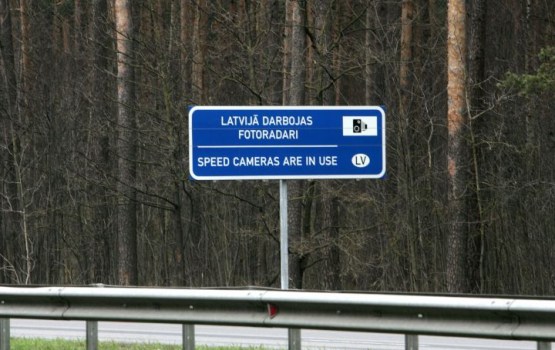 LATVIJĀ DARBOJAS
FOTORADARI
SPEED CAMERAS ARE IN USE LV